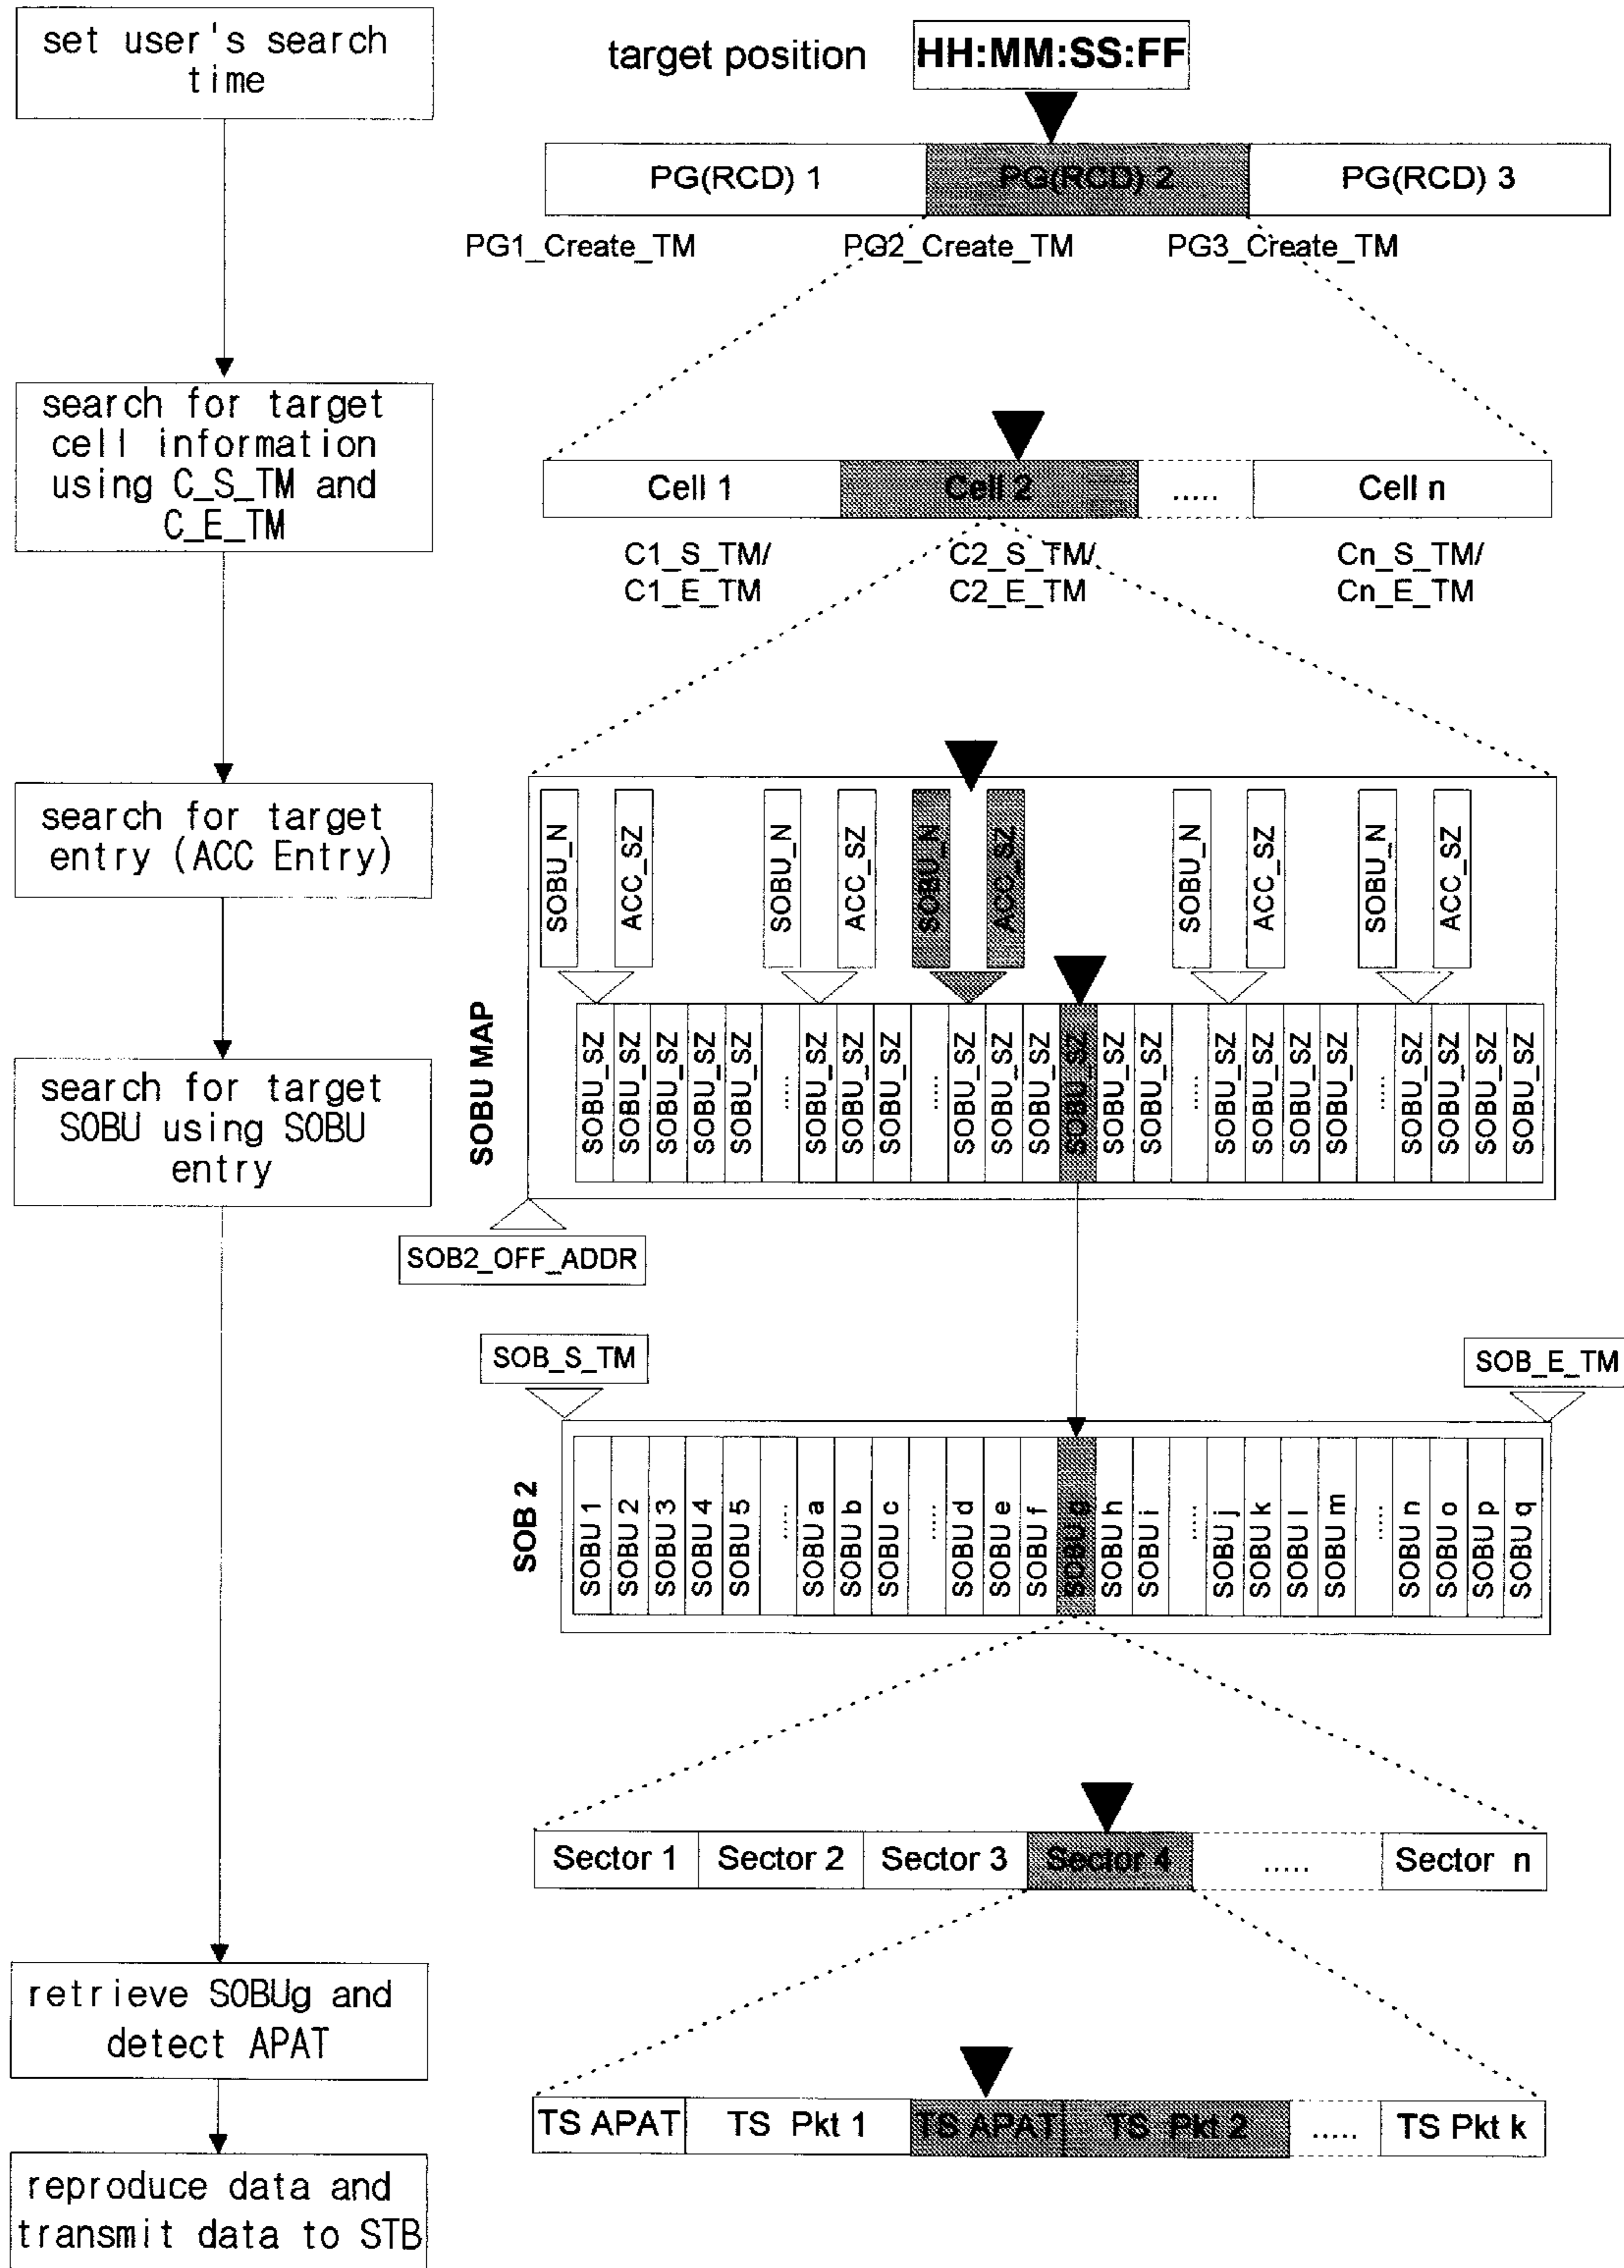 set user's search
time
target position
HH:MM:SS:FF
PG(RCD) 1
PG(RCD) 2
PG(RCD) 3
PG1_Create_TM
PG2_Create_TM
PG3_Create_TM
search for target
cell information
using C_S_TM and
C_E_TM
Cell 1
Cell 2
.....
Cell n
C1_S_TM/
C1_E_TM
C2_S_TM/
C2_E_TM
Cn_S_TM/
Cn_E_TM
search for target
entry (ACC Entry)
SOBU_N
ACC_SZ
SOBU_N
ACC_SZ
SOBU_N
ACC_SZ
SOBU_N
ACC_SZ
SOBU_N
ACC_SZ
search for target
SOBU using SOBU
entry
SOBU MAP
SOBU_SZ
SOBU_SZ
SOBU_SZ
SOBU_SZ
SOBU_SZ
.....
SOBU_SZ
SOBU_SZ
SOBU_SZ
.....
SOBU_SZ
SOBU_SZ
SOBU_SZ
SOBU_SZ
SOBU_SZ
SOBU_SZ
.....
SOBU_SZ
SOBU_SZ
SOBU_SZ
SOBU_SZ
.....
SOBU_SZ
SOBU_SZ
SOBU_SZ
SOBU_SZ
SOB2_OFF_ADDR
SOB_S_TM
SOB_E_TM
SOB 2
SOBU 1
SOBU 2
SOBU 3
SOBU 4
SOBU 5
.....
SOBU a
SOBU b
SOBU c
.....
SOBU d
SOBU e
SOBU f
SOBU g
SOBU h
SOBU i
.....
SOBU j
SOBU k
SOBU l
SOBU m
.....
SOBU n
SOBU o
SOBU p
SOBU q
Sector 1
Sector 2
Sector 3
Sector 4
.....
Sector n
retrieve SOBUg and
detect APAT
TS APAT
TS Pkt 1
TS APAT
TS Pkt 2
.....
TS Pkt k
reproduce data and
transmit data to STB